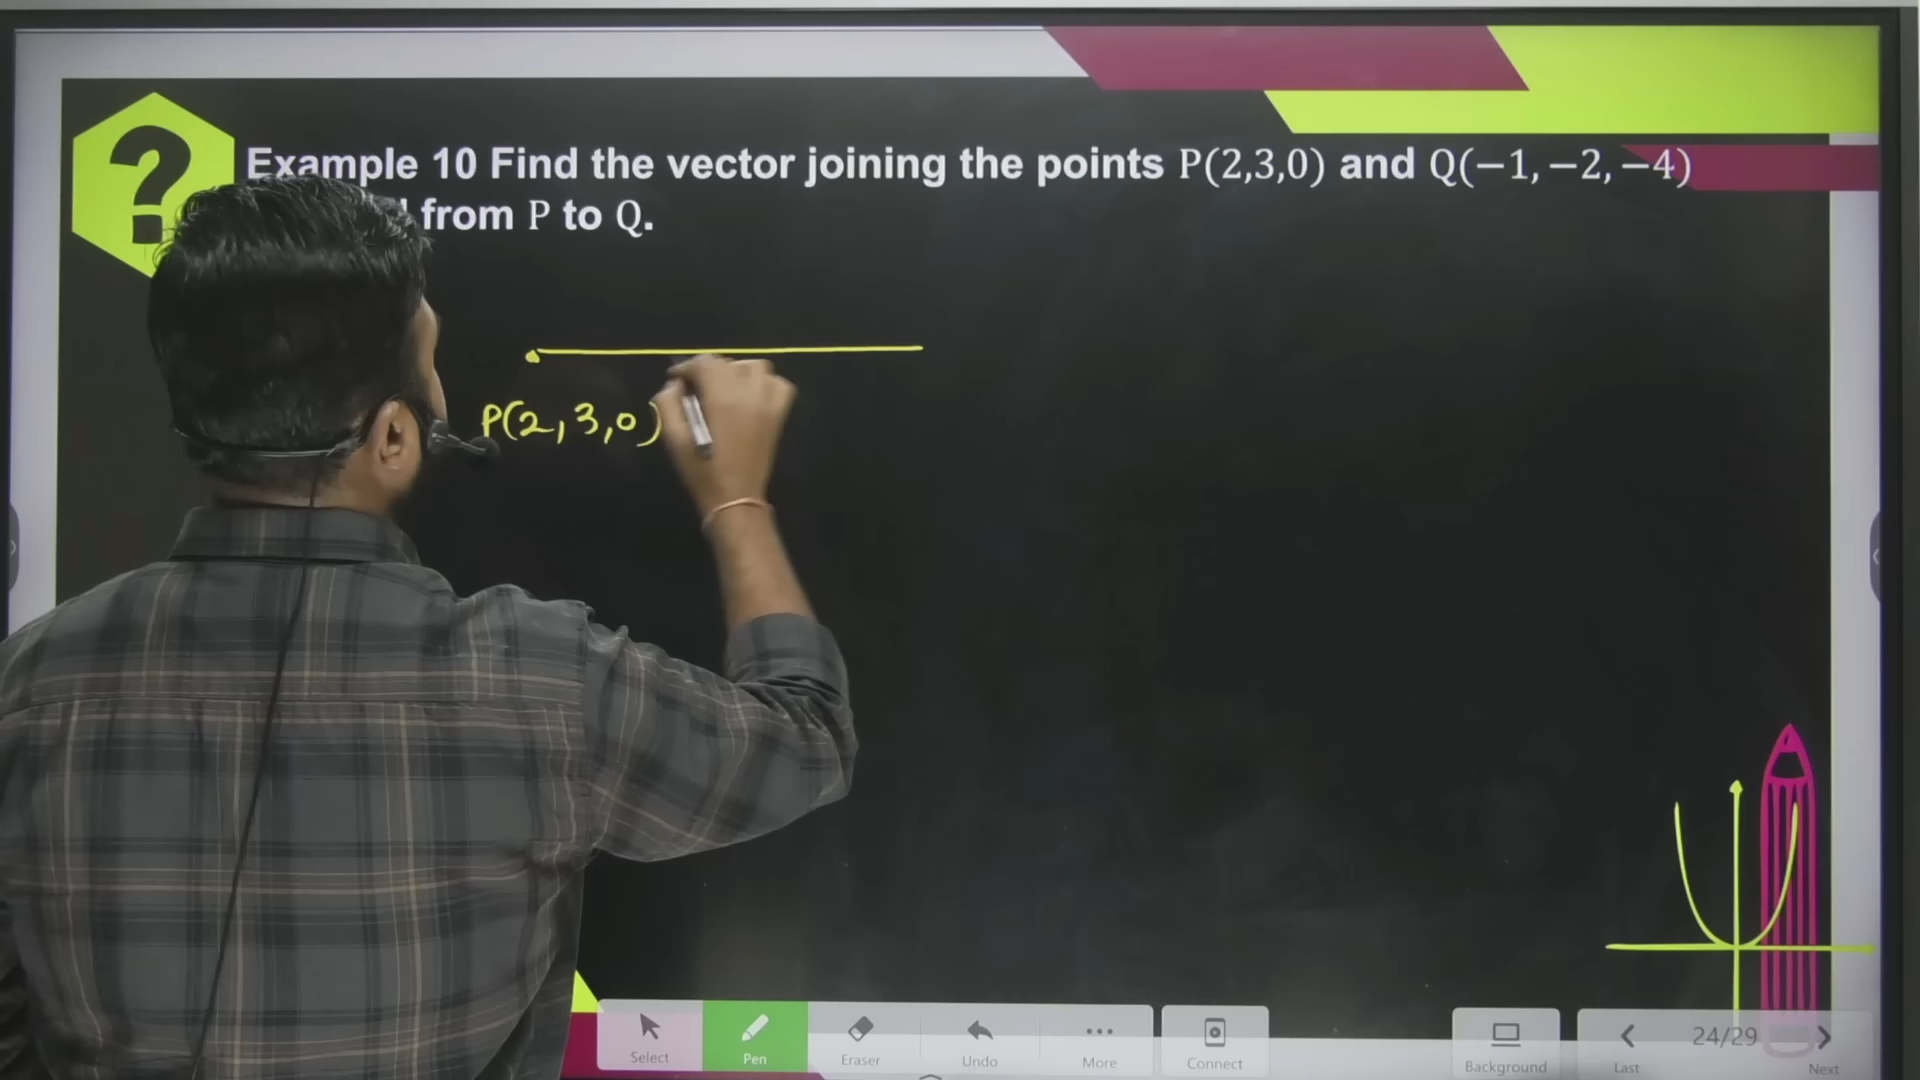 ?
Example 10 Find the vector joining the points P(2,3,0) and Q(−1,−2,−4)
from P to Q.
P(2,3,0)
Select
Pen
Eraser
Undo
More
Connect
Background
Last
24/29
Next